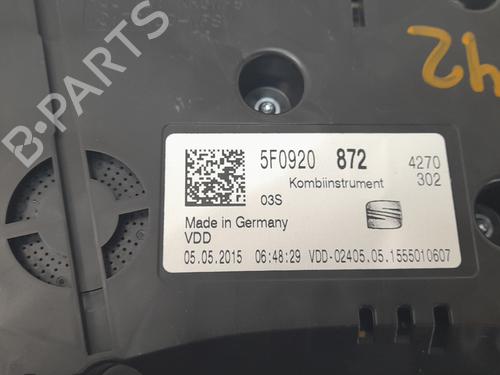 B-PARTS
42
5F0920 872 4270
Kombiinstrument 302
03S
Made in Germany
VDD
05.05.2015 06:48:29 VDD-02405.05.1555010607